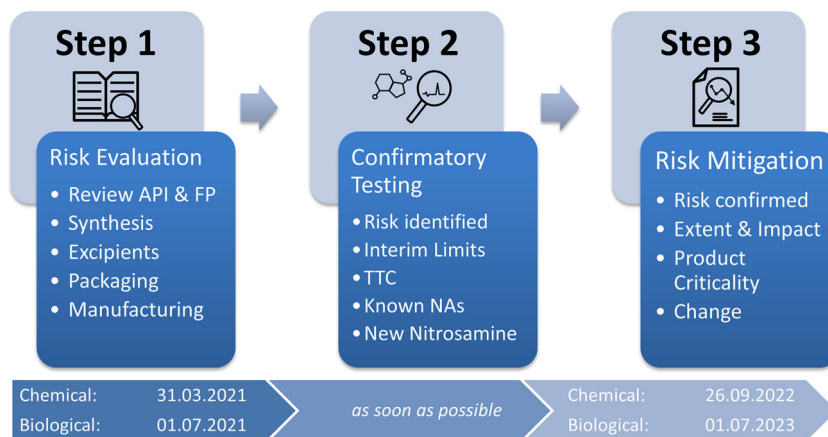 Step 1
Risk Evaluation
• Review API & FP
• Synthesis
• Excipients
• Packaging
• Manufacturing
Step 2
Confirmatory
Testing
• Risk identified
• Interim Limits
• TTC
• Known NAs
• New Nitrosamine
Step 3
Risk Mitigation
• Risk confirmed
• Extent & Impact
• Product
Criticality
• Change
Chemical: 31.03.2021
Biological: 01.07.2021
as soon as possible
Chemical: 26.09.2022
Biological: 01.07.2023